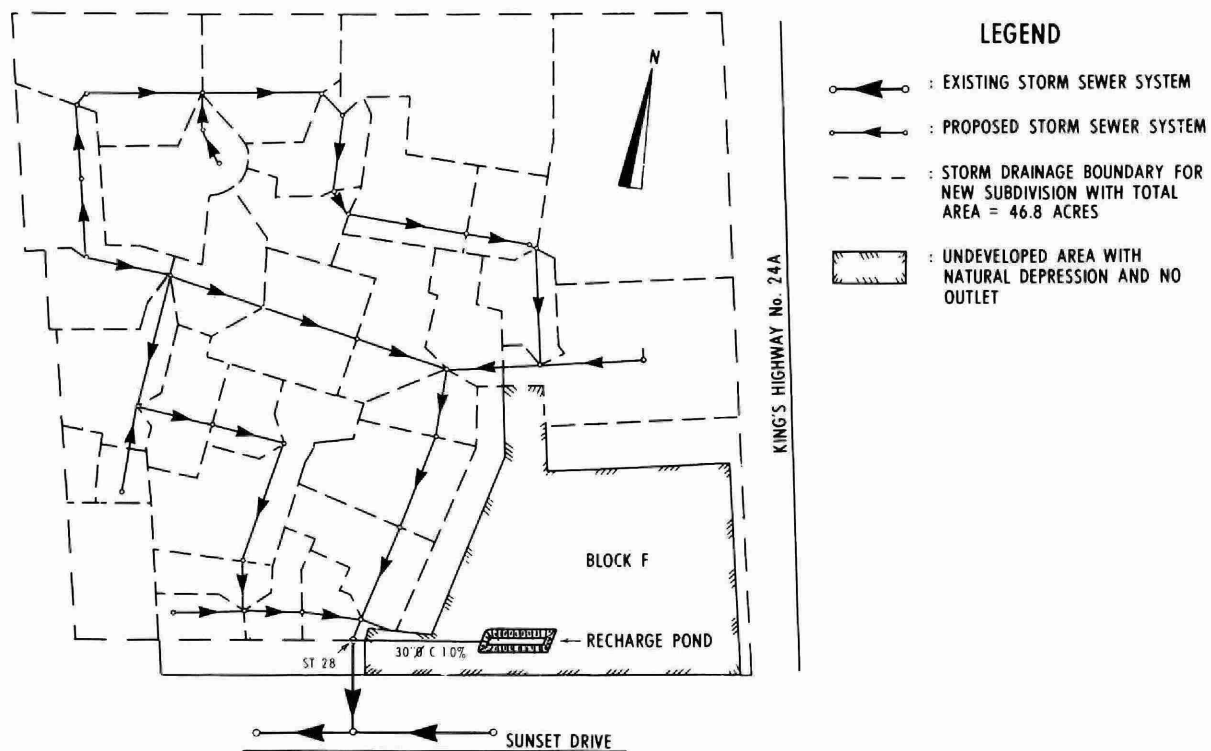 LEGEND
N
: EXISTING STORM SEWER SYSTEM
: PROPOSED STORM SEWER SYSTEM
: STORM DRAINAGE BOUNDARY FOR
NEW SUBDIVISION WITH TOTAL
AREA = 46.8 ACRES
: UNDEVELOPED AREA WITH
NATURAL DEPRESSION AND NO
OUTLET
KING'S HIGHWAY No. 24A
BLOCK F
RECHARGE POND
ST 28
30"Ø C 1 0%
SUNSET DRIVE